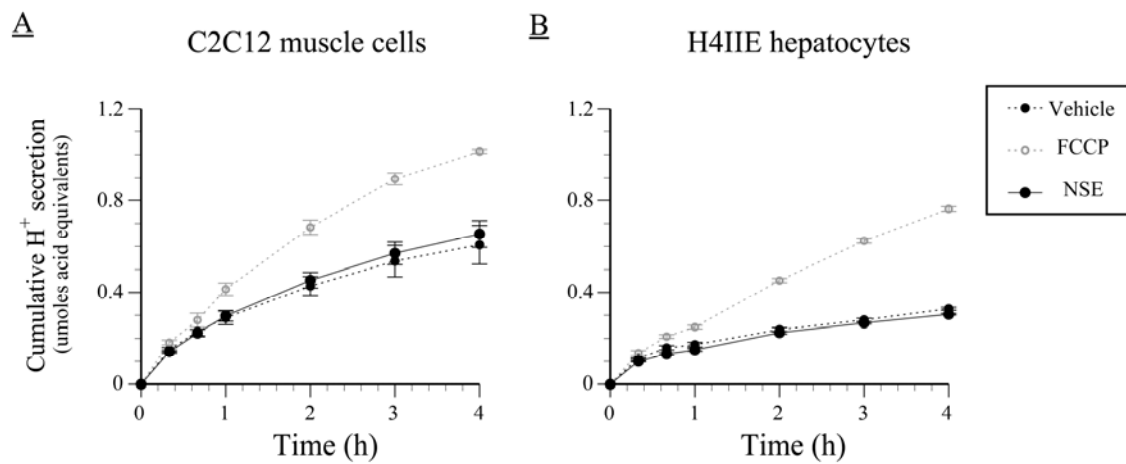 A
C2C12 muscle cells
B
H4IIE hepatocytes
Cumulative H⁺ secretion
(umoles acid equivalents)
1.2
0.8
0.4
0
0
1
2
3
4
Time (h)
1.2
0.8
0.4
0
0
1
2
3
4
Time (h)
Vehicle
FCCP
NSE